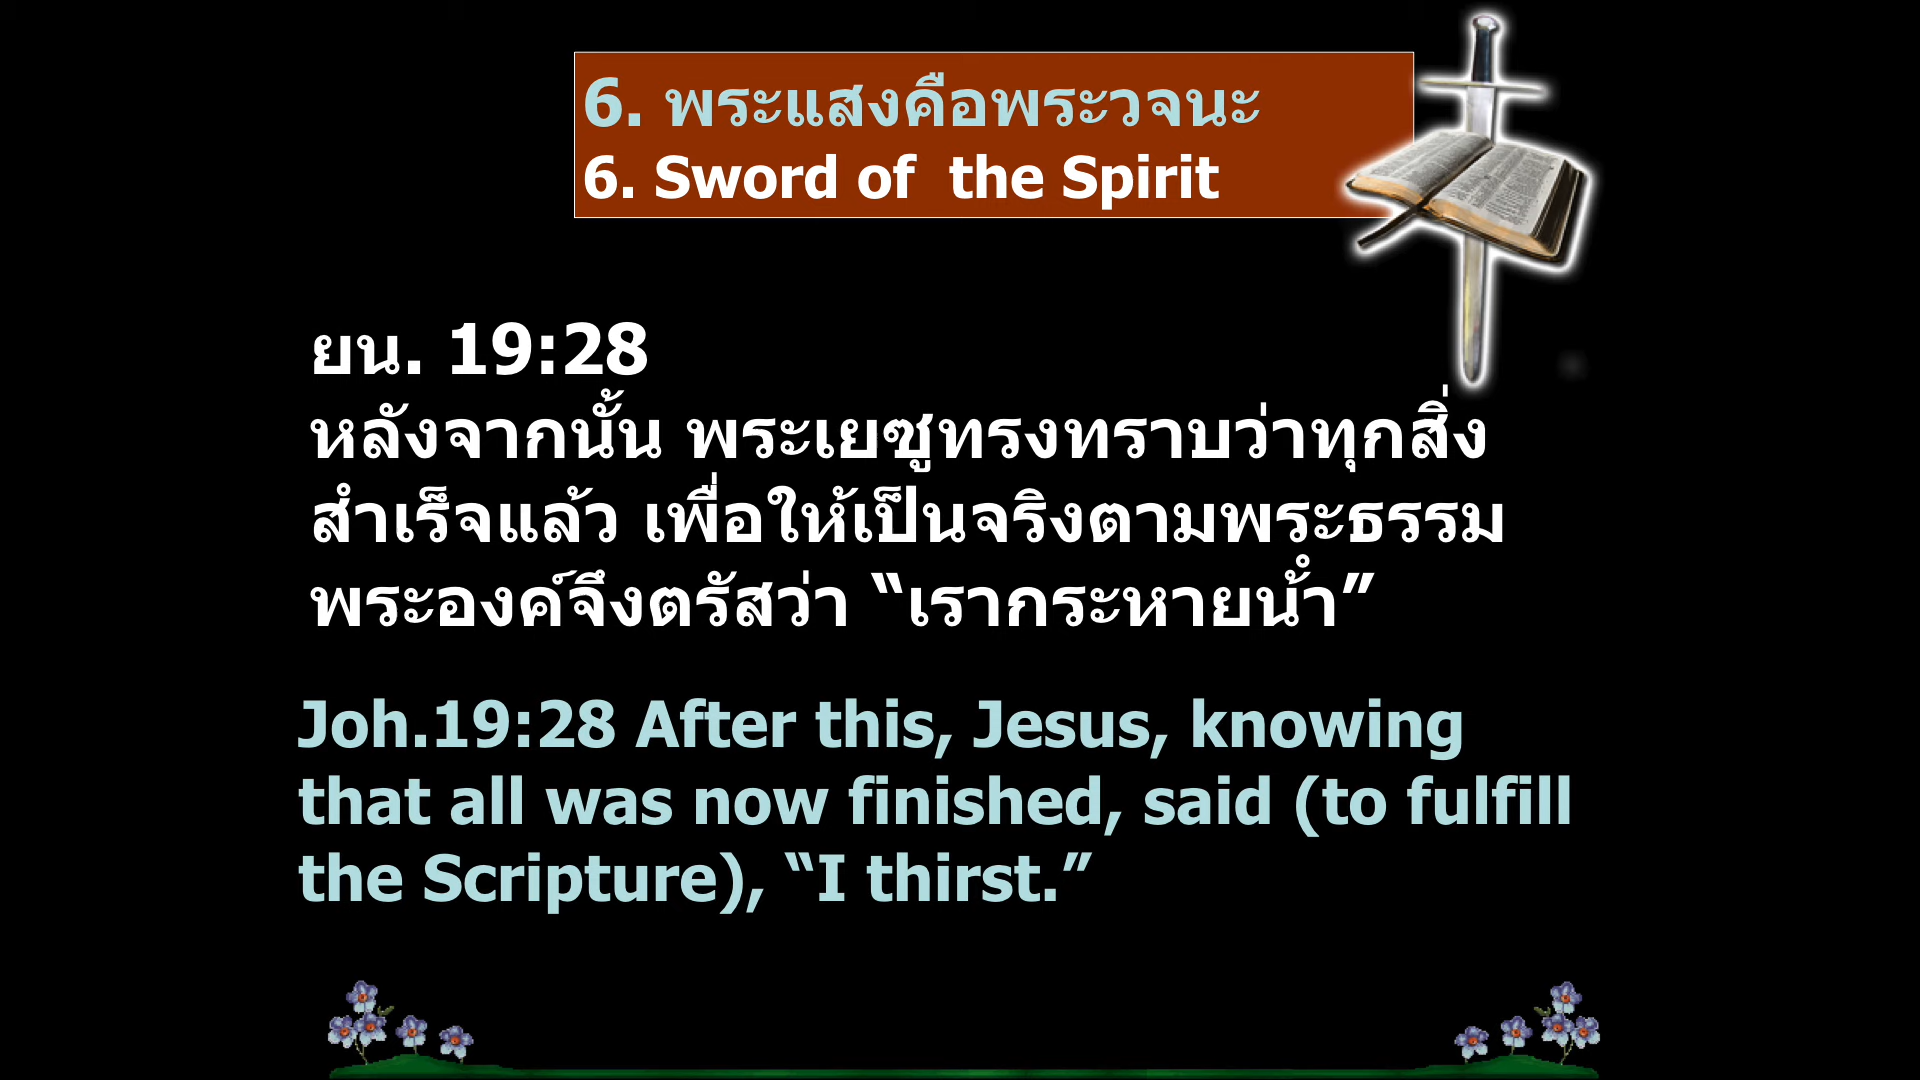 6. พระแสงคือพระวจนะ
6. Sword of  the Spirit
ยน. 19:28
หลังจากนั้น พระเยซูทรงทราบว่าทุกสิ่ง
สำเร็จแล้ว เพื่อให้เป็นจริงตามพระธรรม
พระองค์จึงตรัสว่า “เรากระหายน้ำ”
Joh.19:28 After this, Jesus, knowing
that all was now finished, said (to fulfill
the Scripture), “I thirst.”